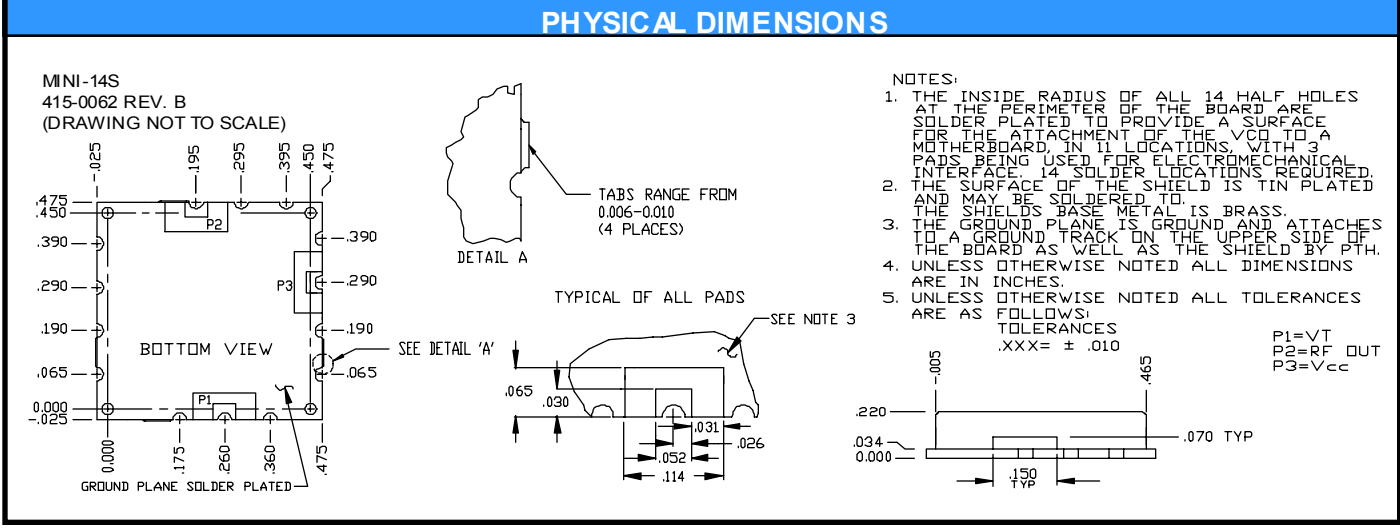 PHYSICAL DIMENSIONS
MINI-14S
415-0062 REV. B
(DRAWING NOT TO SCALE)
-.025
.195
.295
.395
.450
.475
.475
.450
.390
.290
.190
.065
0.000
-.025
P2
P3
.390
.290
.190
.065
BOTTOM VIEW
P1
SEE DETAIL 'A'
0.000
.175
.260
.360
.475
GROUND PLANE SOLDER PLATED
TABS RANGE FROM
0.006-0.010
(4 PLACES)
DETAIL A
TYPICAL OF ALL PADS
SEE NOTE 3
.065
.030
.031
.026
.052
.114
NOTES:
1. THE INSIDE RADIUS OF ALL 14 HALF HOLES
AT THE PERIMETER OF THE BOARD ARE
SOLDER PLATED TO PROVIDE A SURFACE
FOR THE ATTACHMENT OF THE VCO TO A
MOTHERBOARD, IN 11 LOCATIONS, WITH 3
PADS BEING USED FOR ELECTROMECHANICAL
INTERFACE. 14 SOLDER LOCATIONS REQUIRED.
2. THE SURFACE OF THE SHIELD IS TIN PLATED
AND MAY BE SOLDERED TO.
THE SHIELDS BASE METAL IS BRASS.
3. THE GROUND PLANE IS GROUND AND ATTACHES
TO A GROUND TRACK ON THE UPPER SIDE OF
THE BOARD AS WELL AS THE SHIELD BY PTH.
4. UNLESS OTHERWISE NOTED ALL DIMENSIONS
ARE IN INCHES.
5. UNLESS OTHERWISE NOTED ALL TOLERANCES
ARE AS FOLLOWS:
TOLERANCES
.XXX= ± .010
P1=VT
P2=RF OUT
P3=Vcc
-.005
.465
.220
.034
0.000
.070 TYP
.150
TYP